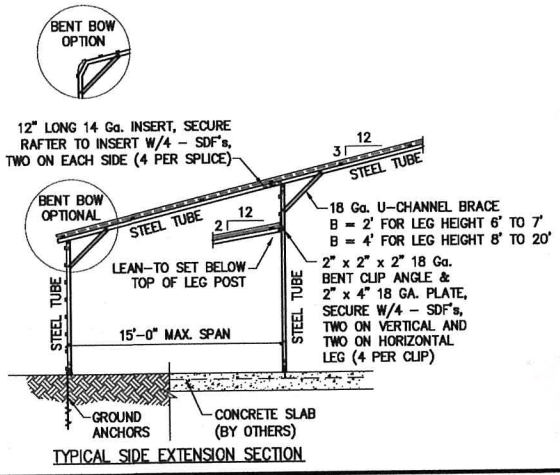 BENT BOW
OPTION
12" LONG 14 Ga. INSERT, SECURE
RAFTER TO INSERT W/4 - SDF's,
TWO ON EACH SIDE (4 PER SPLICE)
12
3
STEEL TUBE
BENT BOW
OPTIONAL
STEEL TUBE
12
2
18 Ga. U-CHANNEL BRACE
B = 2' FOR LEG HEIGHT 6' TO 7'
B = 4' FOR LEG HEIGHT 8' TO 20'
LEAN-TO SET BELOW
TOP OF LEG POST
2" x 2" x 2" 18 Ga.
BENT CLIP ANGLE &
2" x 4" 18 GA. PLATE,
SECURE W/4 - SDF's,
TWO ON VERTICAL AND
TWO ON HORIZONTAL
LEG (4 PER CLIP)
STEEL TUBE
15'-0" MAX. SPAN
STEEL TUBE
GROUND
ANCHORS
CONCRETE SLAB
(BY OTHERS)
TYPICAL SIDE EXTENSION SECTION